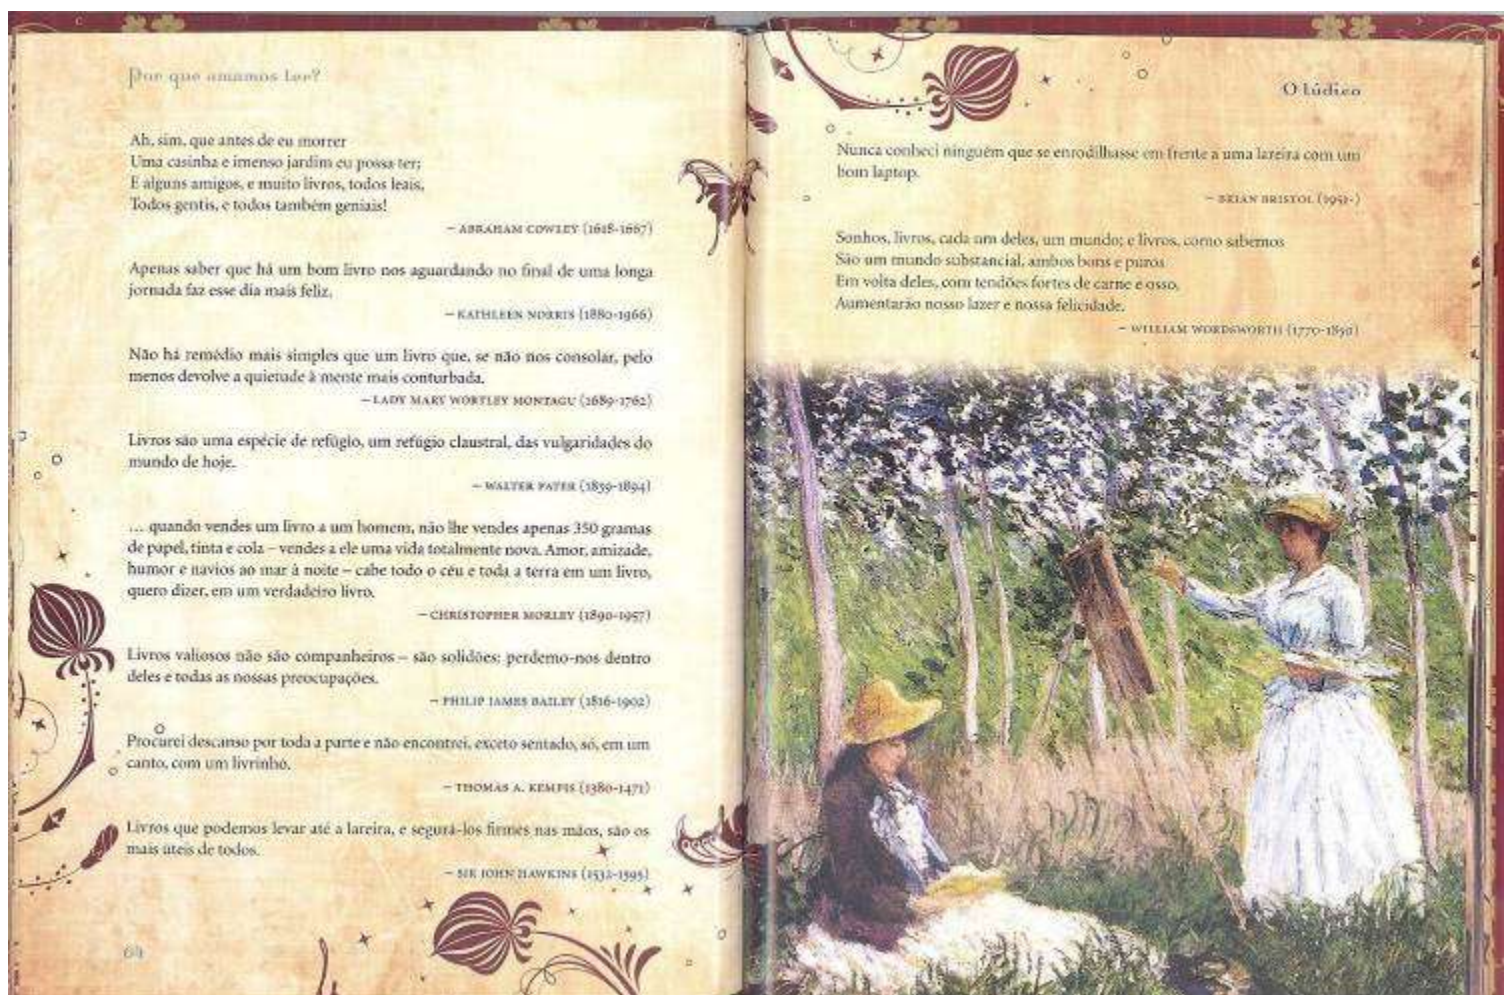 Por que amamos ler?
Ah, sim, que antes de eu morrer
Uma casinha e imenso jardim eu possa ter;
E alguns amigos, e muito livros, todos leais,
Todos gentis, e todos também geniais!
– ABRAHAM COWLEY (1618-1667)
Apenas saber que há um bom livro nos aguardando no final de uma longa
jornada faz esse dia mais feliz.
– KATHLEEN NORRIS (1880-1966)
Não há remédio mais simples que um livro que, se não nos consolar, pelo
menos devolve a quietude à mente mais conturbada.
– LADY MARY WORTLEY MONTAGU (1689-1762)
Livros são uma espécie de refúgio, um refúgio claustral, das vulgaridades do
mundo de hoje.
– WALTER PATER (1839-1894)
... quando vendes um livro a um homem, não lhe vendes apenas 350 gramas
de papel, tinta e cola – vendes a ele uma vida totalmente nova. Amor, amizade,
humor e navios ao mar à noite – cabe todo o céu e toda a terra em um livro,
quero dizer, em um verdadeiro livro.
– CHRISTOPHER MORLEY (1890-1957)
Livros valiosos não são companheiros – são solidões: perdemo-nos dentro
deles e todas as nossas preocupações.
– PHILIP JAMES BAILEY (1816-1902)
Procurei descanso por toda a parte e não encontrei, exceto sentado, só, em um
canto, com um livrinho.
– THOMAS A. KEMPIS (1380-1471)
Livros que podemos levar até a lareira, e segurá-los firmes nas mãos, são os
mais úteis de todos.
– SIR JOHN HAWKINS (1532-1595)
64
O lúdico
Nunca conheci ninguém que se enrodilhasse em frente a uma lareira com um
bom laptop.
– BRIAN BRISTOL (1951-)
Sonhos, livros, cada um deles, um mundo; e livros, como sabemos
São um mundo substancial, ambos bons e puros
Em volta deles, com tendões fortes de carne e osso,
Aumentarão nosso lazer e nossa felicidade.
– WILLIAM WORDSWORTH (1770-1850)